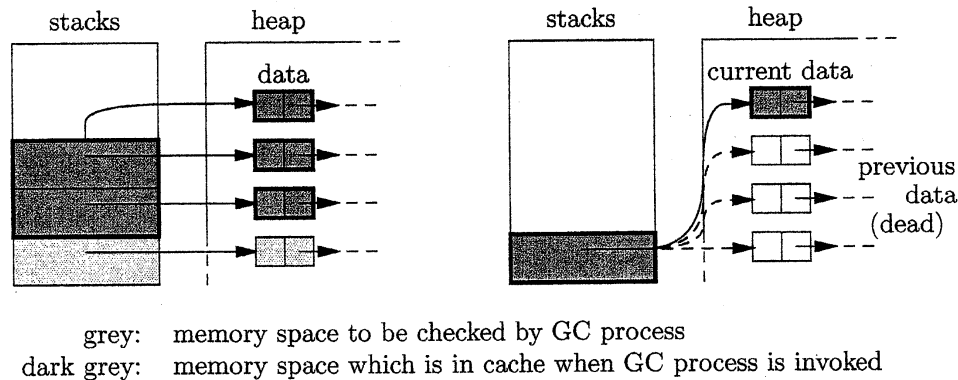 stacks
heap
data
stacks
heap
current data
previous
data
(dead)
grey: memory space to be checked by GC process
dark grey: memory space which is in cache when GC process is invoked